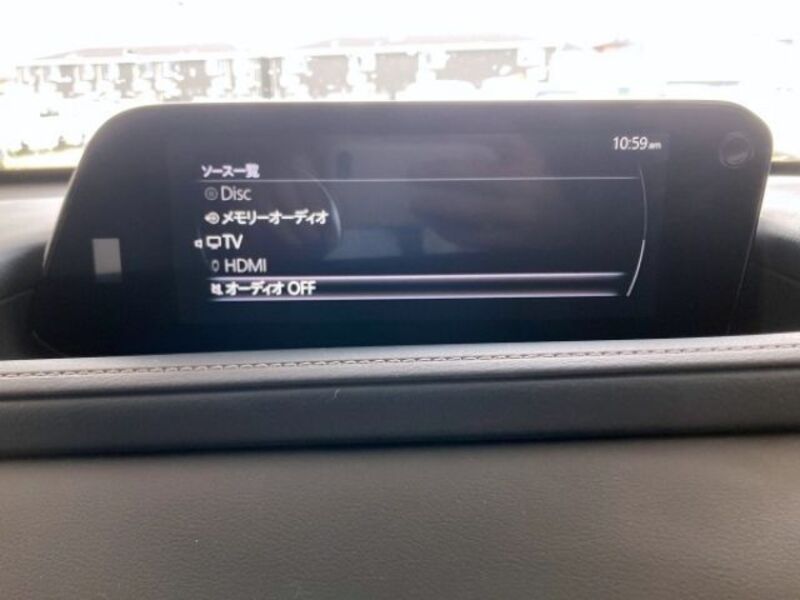 10:59am
ソース一覧
Disc
メモリーオーディオ
TV
HDMI
オーディオ OFF